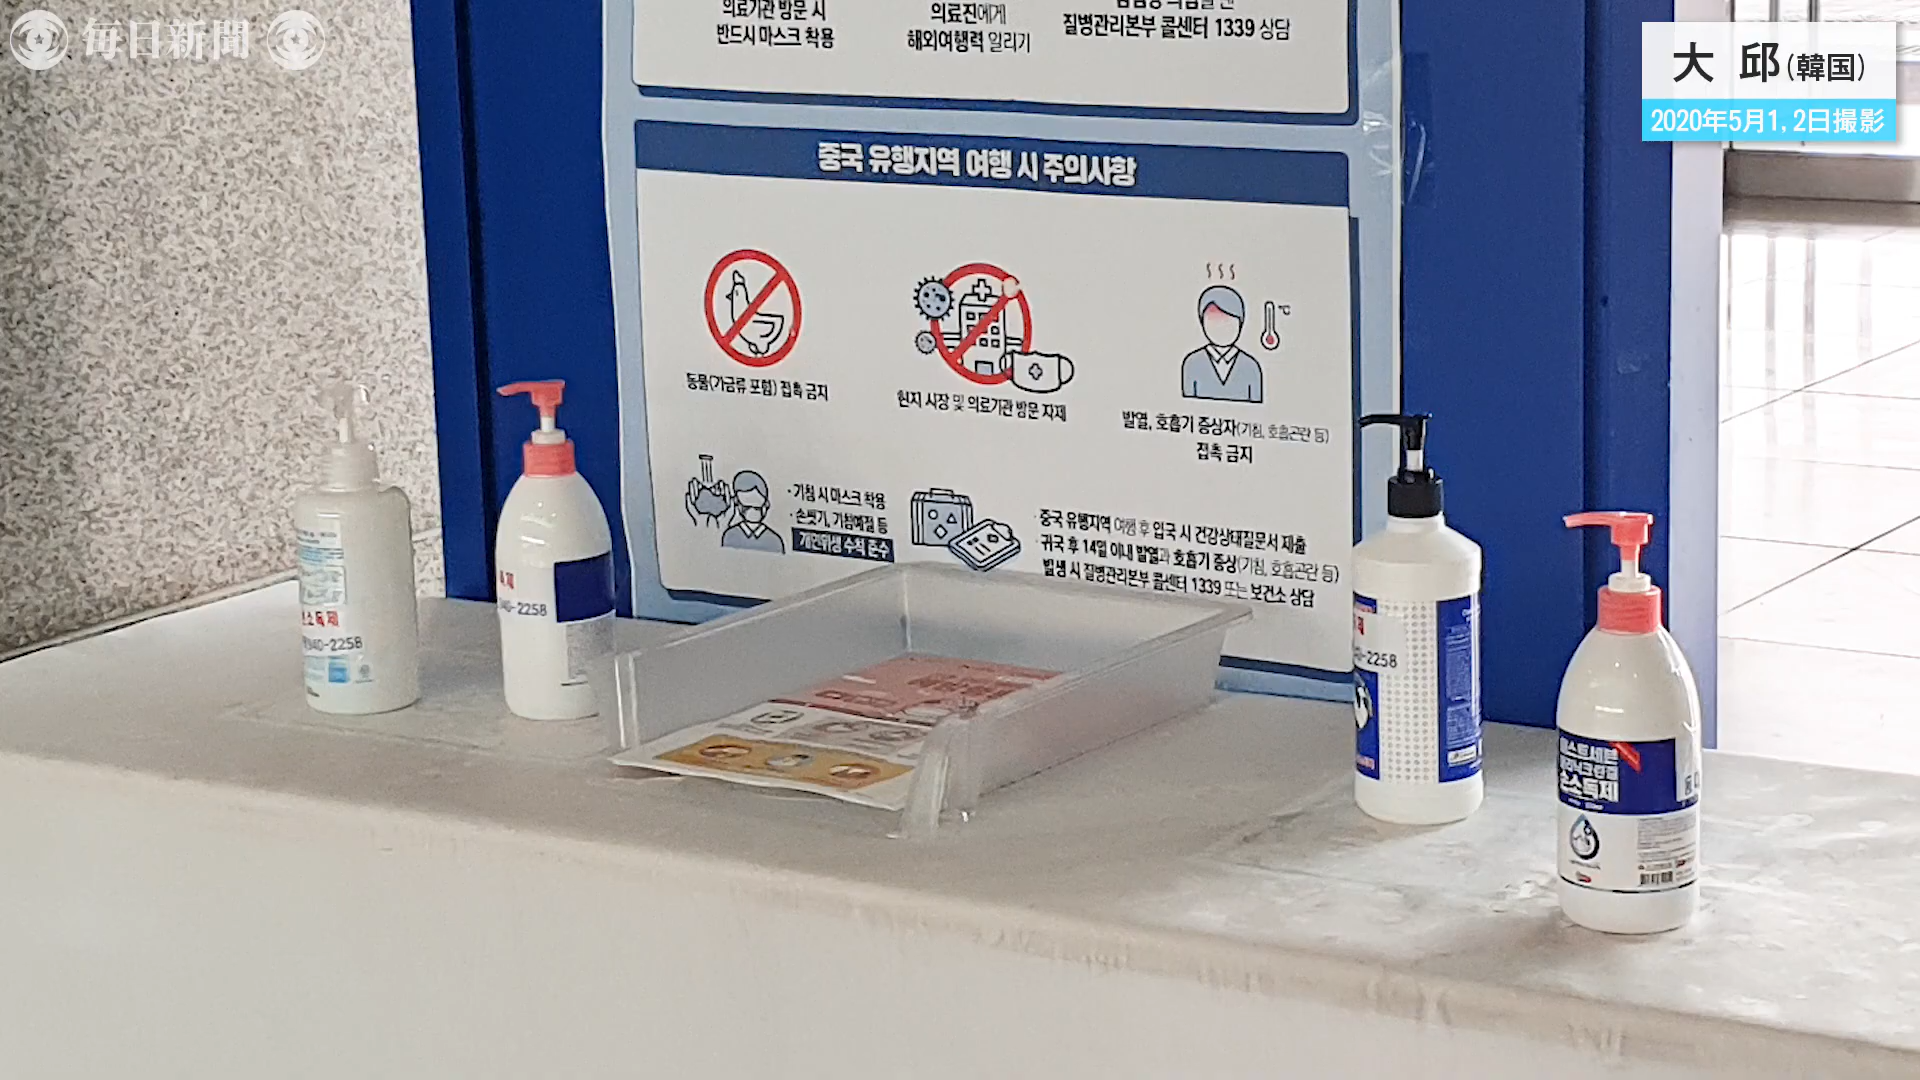 毎日新聞
大邱(韓国)
2020年5月1,2日撮影
의료기관 방문 시
반드시 마스크 착용
의료진에게
해외여행력 알리기
질병관리본부 콜센터 1339 상담
중국 유행지역 여행 시 주의사항
동물(가금류 포함) 접촉 금지
현지 시장 및 의료기관 방문 자제
°C
발열, 호흡기 증상자(기침, 호흡곤란 등)
접촉 금지
· 기침 시 마스크 착용
· 손씻기, 기침예절 등
개인위생 수칙 준수
· 중국 유행지역 여행 후 입국 시 건강상태질문서 제출
· 귀국 후 14일 이내 발열과 호흡기 증상(기침, 호흡곤란 등)
발생 시 질병관리본부 콜센터 1339 또는 보건소 상담
소독제
940-2258
940-2258
-2258
손소독제